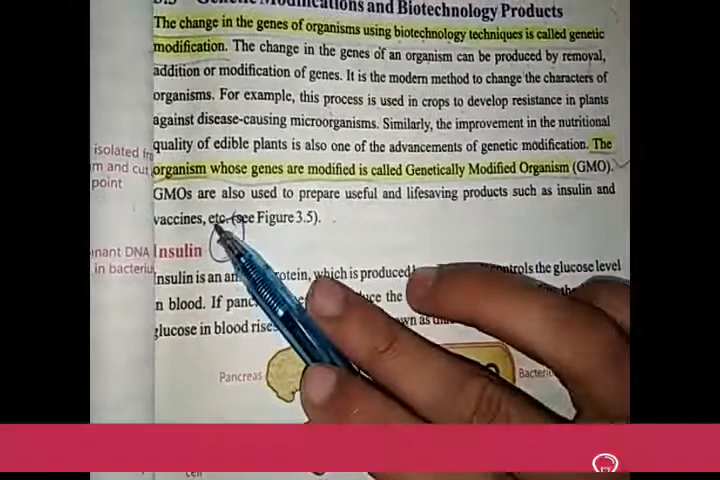 Genetic Modifications and Biotechnology Products
The change in the genes of organisms using biotechnology techniques is called genetic
modification. The change in the genes of an organism can be produced by removal,
addition or modification of genes. It is the modern method to change the characters of
organisms. For example, this process is used in crops to develop resistance in plants
against disease-causing microorganisms. Similarly, the improvement in the nutritional
quality of edible plants is also one of the advancements of genetic modification. The
organism whose genes are modified is called Genetically Modified Organism (GMO).
GMOs are also used to prepare useful and lifesaving products such as insulin and
vaccines, etc. (see Figure 3.5).
isolated
m and cut
point
DNA
in
Insulin
Insulin is an protein, which is produced controls the glucose level
n blood. If the
glucose in blood as
Pancreas